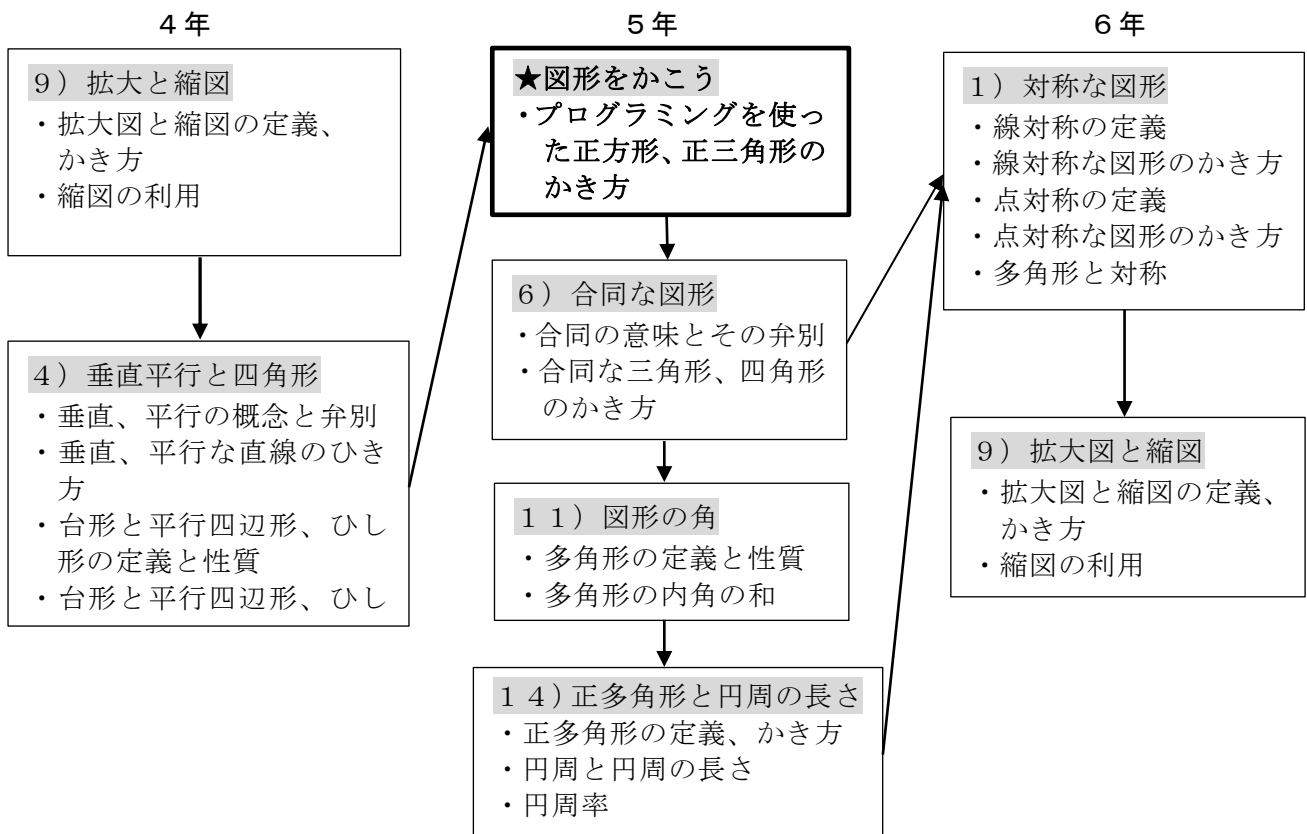 ４年
９）拡大と縮図
・拡大図と縮図の定義、
かき方
・縮図の利用
４）垂直平行と四角形
・垂直、平行の概念と弁別
・垂直、平行な直線のひき
方
・台形と平行四辺形、ひし
形の定義と性質
・台形と平行四辺形、ひし
５年
★図形をかこう
・プログラミングを使っ
た正方形、正三角形の
かき方
６）合同な図形
・合同の意味とその弁別
・合同な三角形、四角形
のかき方
１１）図形の角
・多角形の定義と性質
・多角形の内角の和
１４）正多角形と円周の長さ
・正多角形の定義、かき方
・円周と円周の長さ
・円周率
６年
１）対称な図形
・線対称の定義
・線対称な図形のかき方
・点対称の定義
・点対称な図形のかき方
・多角形と対称
９）拡大図と縮図
・拡大図と縮図の定義、
かき方
・縮図の利用